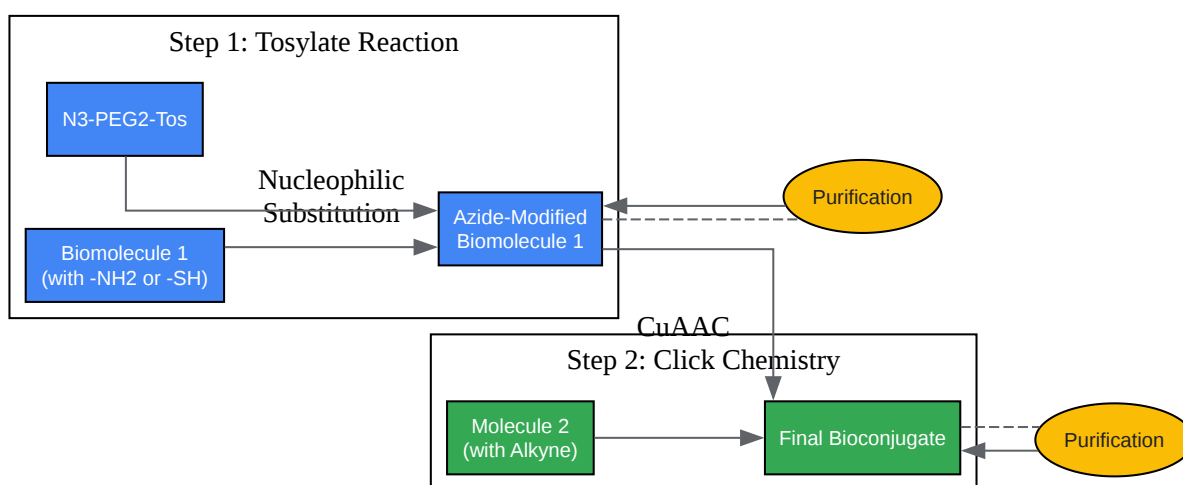 Step 1: Tosylate Reaction
N3-PEG2-Tos
Nucleophilic
Substitution
Biomolecule 1
(with -NH2 or -SH)
Azide-Modified
Biomolecule 1
Purification
CuAAC
Step 2: Click Chemistry
Molecule 2
(with Alkyne)
Final Bioconjugate
Purification